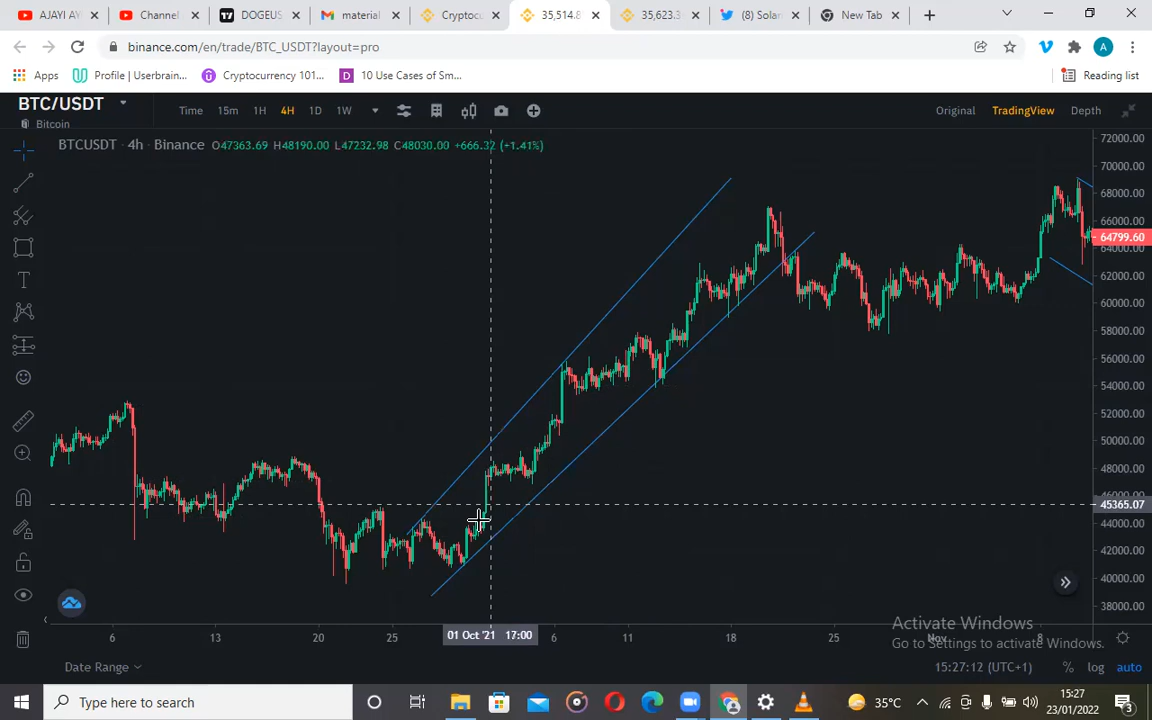 AJAYI AY
Channel
DOGEUS
material
Cryptocu
35,514.8
35,623.3
(8) Solar
New Tab
binance.com/en/trade/BTC_USDT?layout=pro
Apps
Profile | Userbrain...
Cryptocurrency 101...
10 Use Cases of Sm...
Reading list
BTC/USDT
Bitcoin
Time 15m 1H 4H 1D 1W
Original TradingView Depth
BTCUSDT · 4h · Binance O47363.69 H48190.00 L47232.98 C48030.00 +666.32 (+1.41%)
72000.00
70000.00
68000.00
66000.00
64799.60
64000.00
62000.00
60000.00
58000.00
56000.00
54000.00
52000.00
50000.00
48000.00
46000.00
45365.07
44000.00
42000.00
40000.00
38000.00
6 13 20 25 01 Oct '21 17:00 6 11 18 25 Nov 8
Activate Windows
Go to Settings to activate Windows.
Date Range
15:27:12 (UTC+1) % log auto
Type here to search
35°C
15:27
23/01/2022
3